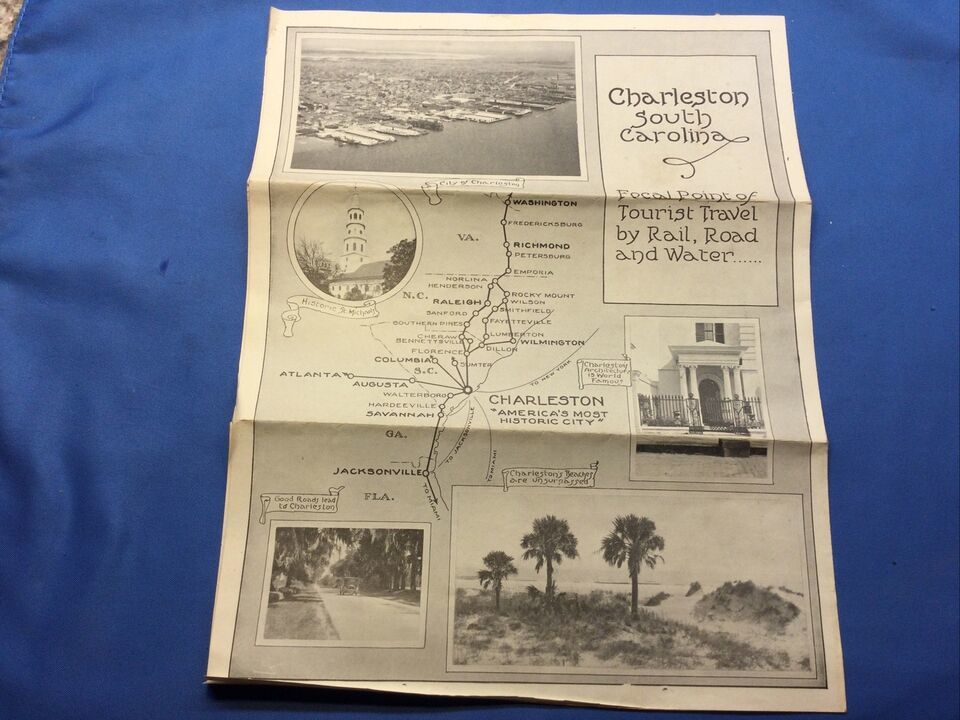 Charleston
South
Carolina
Focal Point of
Tourist Travel
by Rail, Road
and Water......
City of Charleston
Historic St. Michaels
WASHINGTON
FREDERICKSBURG
VA.
RICHMOND
PETERSBURG
EMPORIA
NORLINA
HENDERSON
N.C.
ROCKY MOUNT
RALEIGH
WILSON
SMITHFIELD
SANFORD
FAYETTEVILLE
SOUTHERN PINES
CHERAW
LUMBERTON
BENNETTSVILLE
WILMINGTON
DILLON
FLORENCE
COLUMBIA
SUMTER
S.C.
ATLANTA
AUGUSTA
TO NEW YORK
WALTERBORO
CHARLESTON
"AMERICA'S MOST
HISTORIC CITY"
HARDEEVILLE
SAVANNAH
GA.
TO JACKSONVILLE
TO MIAMI
JACKSONVILLE
FLA.
TO MIAMI
Charleston
Architecture
is World
Famous
Charleston's Beaches
are unsurpassed
Good Roads lead
to Charleston